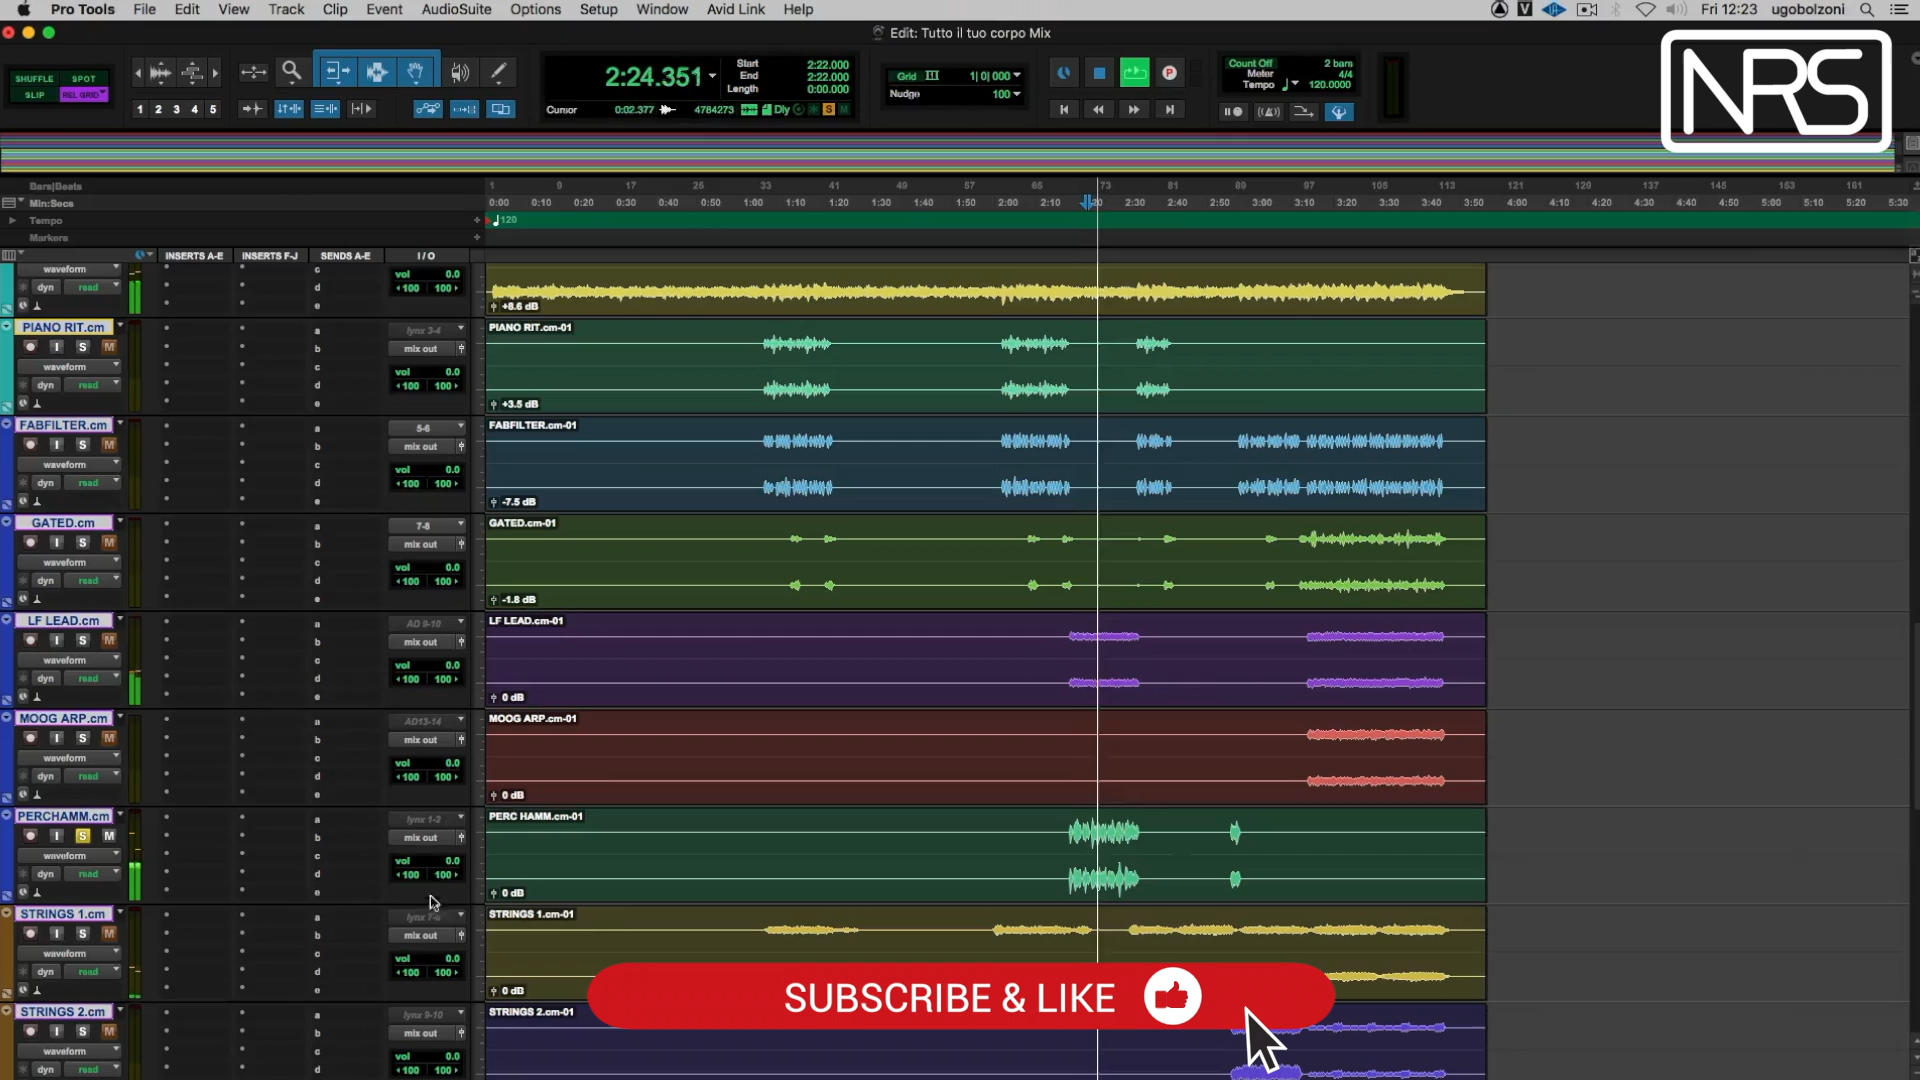 Pro Tools File Edit View Track Clip Event AudioSuite Options Setup Window Avid Link Help Fri 12:23 ugobolzoni
Edit: Tutto il tuo corpo Mix
NRS
SHUFFLE SPOT
SLIP REL GRID
1 2 3 4 5
2:24.351
Start 2:22.000
End 2:22.000
Length 0:00.000
Cursor 0:02.377 4784273 Dly S M
Grid 1| 0| 000
Nudge 100
Count Off 2 bars
Meter 4/4
Tempo 120.0000
Bars|Beats 1 9 17 25 33 41 49 57 65 73 81 89 97 105 113 121 129 137 145 153 161
Min:Secs 0:00 0:10 0:20 0:30 0:40 0:50 1:00 1:10 1:20 1:30 1:40 1:50 2:00 2:10 2:30 2:40 2:50 3:00 3:10 3:20 3:30 3:40 3:50 4:00 4:10 4:20 4:30 4:40 4:50 5:00 5:10 5:20 5:30
Tempo 120
Markers
INSERTS A-E INSERTS F-J SENDS A-E I / O
waveform c vol 0.0
dyn read d 100 100
e +8.6 dB
PIANO RIT.cm a lynx 3-4 PIANO RIT.cm-01
I S M b mix out
waveform c vol 0.0
dyn read d 100 100
e +3.5 dB
FABFILTER.cm a 5-6 FABFILTER.cm-01
I S M b mix out
waveform c vol 0.0
dyn read d 100 100
e -7.5 dB
GATED.cm a 7-8 GATED.cm-01
I S M b mix out
waveform c vol 0.0
dyn read d 100 100
e -1.8 dB
LF LEAD.cm a AD 9-10 LF LEAD.cm-01
I S M b mix out
waveform c vol 0.0
dyn read d 100 100
e 0 dB
MOOG ARP.cm a AD13-14 MOOG ARP.cm-01
I S M b mix out
waveform c vol 0.0
dyn read d 100 100
e 0 dB
PERCHAMM.cm a lynx 1-2 PERC HAMM.cm-01
I S M b mix out
waveform c vol 0.0
dyn read d 100 100
e 0 dB
STRINGS 1.cm a lynx STRINGS 1.cm-01
I S M b mix out
waveform c vol 0.0
dyn read d 100 100
e 0 dB
SUBSCRIBE & LIKE
STRINGS 2.cm a lynx 9-10 STRINGS 2.cm-01
I S M b mix out
waveform c vol 0.0
dyn read d 100 100